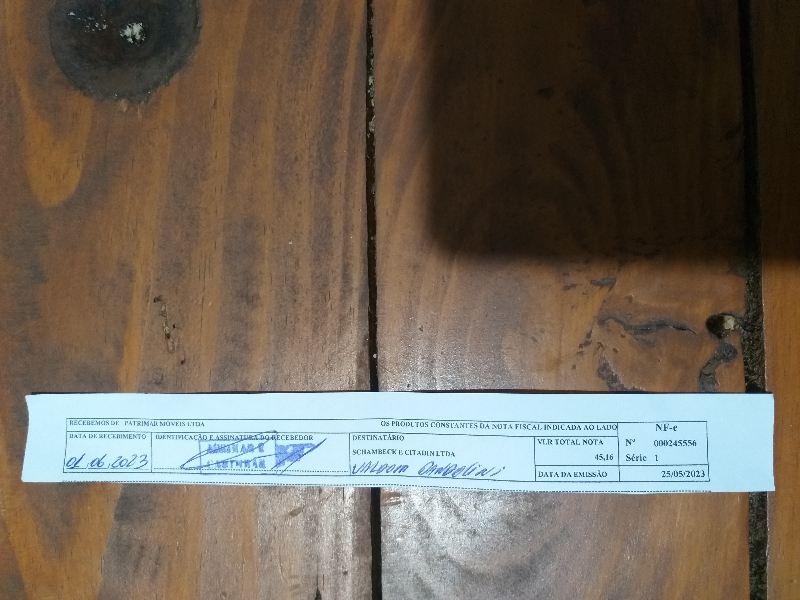 RECEBEMOS DE PATRIMAR MÓVEIS LTDA OS PRODUTOS CONSTANTES DA NOTA FISCAL INDICADA AO LADO
NF-e
Nº 000245556
Série 1
DATA DE RECEBIMENTO
01.06.2023
IDENTIFICAÇÃO E ASSINATURA DO RECEBEDOR
DESTINATÁRIO
SCHAMBECK E CITADIN LTDA
VLR TOTAL NOTA
45,16
DATA DA EMISSÃO
25/05/2023